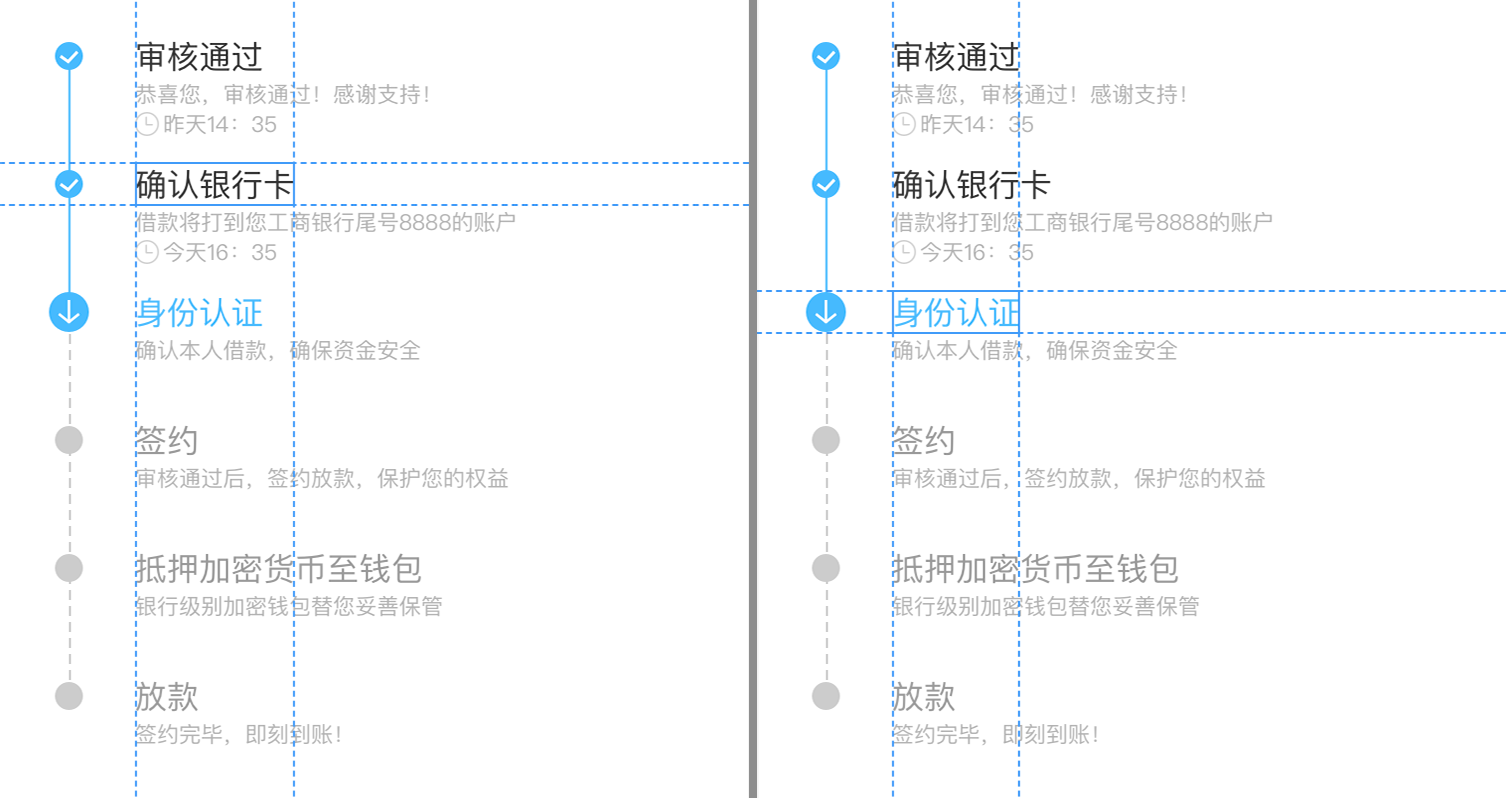 审核通过
恭喜您，审核通过！感谢支持！
昨天14：35
确认银行卡
借款将打到您工商银行尾号8888的账户
今天16：35
身份认证
确认本人借款，确保资金安全
签约
审核通过后，签约放款，保护您的权益
抵押加密货币至钱包
银行级别加密钱包替您妥善保管
放款
签约完毕，即刻到账！
审核通过
恭喜您，审核通过！感谢支持！
昨天14：35
确认银行卡
借款将打到您工商银行尾号8888的账户
今天16：35
身份认证
确认本人借款，确保资金安全
签约
审核通过后，签约放款，保护您的权益
抵押加密货币至钱包
银行级别加密钱包替您妥善保管
放款
签约完毕，即刻到账！